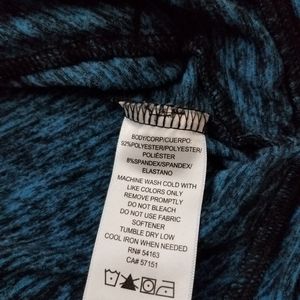 BODY/CORP/CUERPO:
92%POLYESTER/POLYESTER/
POLIÉSTER
8%SPANDEX/SPANDEX/
ELASTANO
MACHINE WASH COLD WITH
LIKE COLORS ONLY
REMOVE PROMPTLY
DO NOT BLEACH
DO NOT USE FABRIC
SOFTENER
TUMBLE DRY LOW
COOL IRON WHEN NEEDED
RN# 54163
CA# 57151